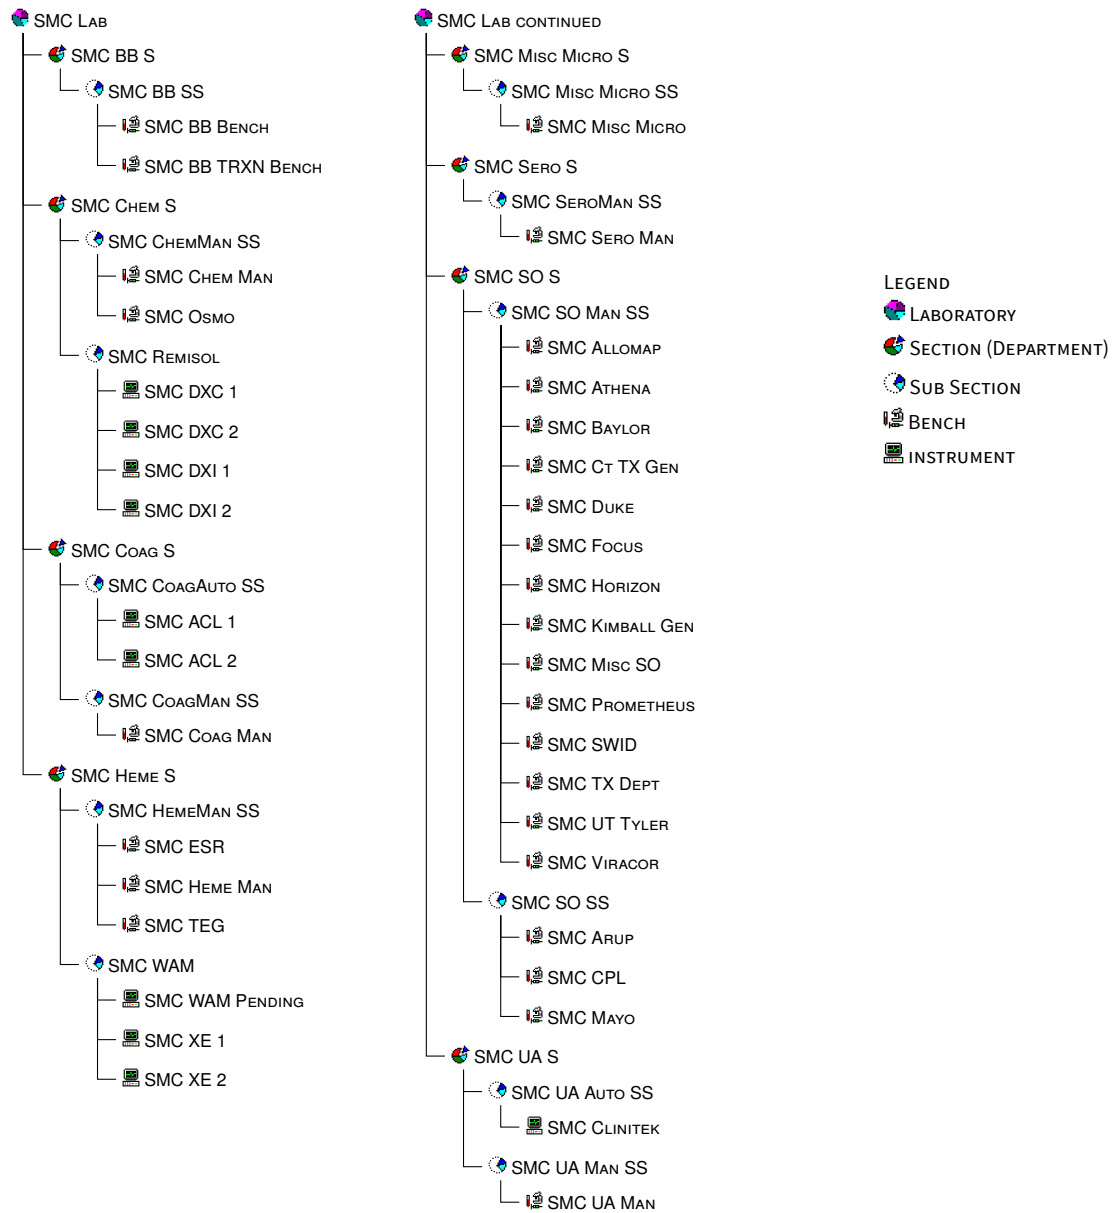 SMC Lab
SMC BB S
SMC BB SS
SMC BB Bench
SMC BB TRXN Bench
SMC Chem S
SMC ChemMan SS
SMC Chem Man
SMC Osmo
SMC Remisol
SMC DXC 1
SMC DXC 2
SMC DXI 1
SMC DXI 2
SMC Coag S
SMC CoagAuto SS
SMC ACL 1
SMC ACL 2
SMC CoagMan SS
SMC Coag Man
SMC Heme S
SMC HemeMan SS
SMC ESR
SMC Heme Man
SMC TEG
SMC WAM
SMC WAM Pending
SMC XE 1
SMC XE 2
SMC Lab continued
SMC Misc Micro S
SMC Misc Micro SS
SMC Misc Micro
SMC Sero S
SMC SeroMan SS
SMC Sero Man
SMC SO S
SMC SO Man SS
SMC Allomap
SMC Athena
SMC Baylor
SMC Ct TX Gen
SMC Duke
SMC Focus
SMC Horizon
SMC Kimball Gen
SMC Misc SO
SMC Prometheus
SMC SWID
SMC TX Dept
SMC UT Tyler
SMC Viracor
SMC SO SS
SMC Arup
SMC CPL
SMC Mayo
SMC UA S
SMC UA Auto SS
SMC Clinitek
SMC UA Man SS
SMC UA Man
Legend
Laboratory
Section (Department)
Sub Section
Bench
instrument